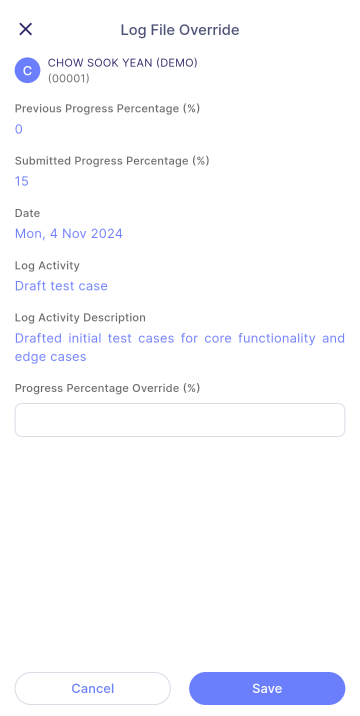 Log File Override
C
CHOW SOOK YEAN (DEMO)
(00001)
Previous Progress Percentage (%)
0
Submitted Progress Percentage (%)
15
Date
Mon, 4 Nov 2024
Log Activity
Draft test case
Log Activity Description
Drafted initial test cases for core functionality and
edge cases
Progress Percentage Override (%)
Cancel
Save